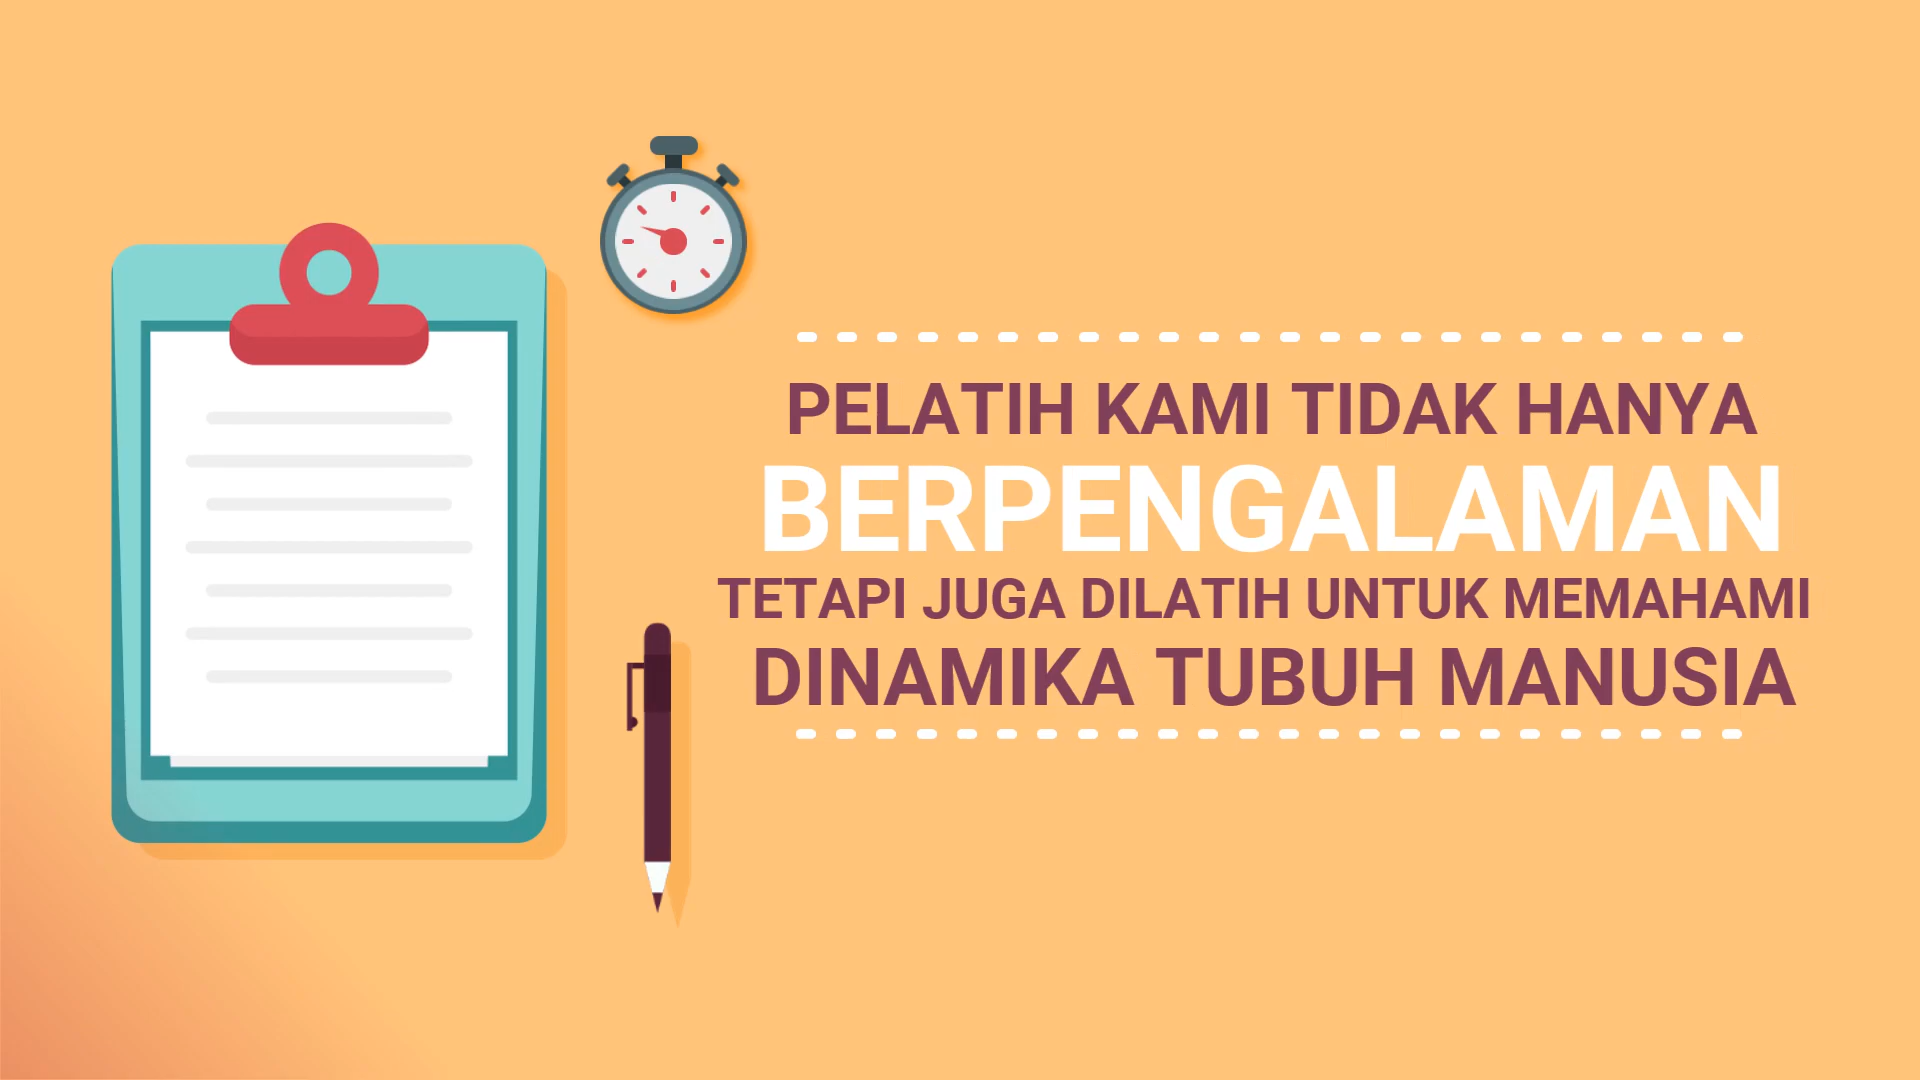 PELATIH KAMI TIDAK HANYA
BERPENGALAMAN
TETAPI JUGA DILATIH UNTUK MEMAHAMI
DINAMIKA TUBUH MANUSIA